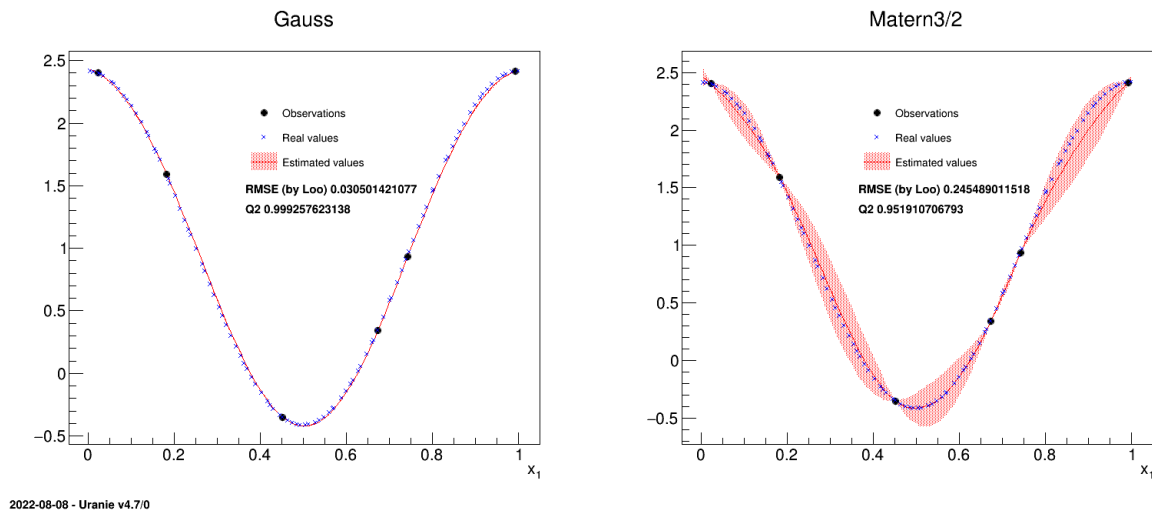 Gauss
2.5
2
1.5
1
0.5
0
−0.5
0 0.2 0.4 0.6 0.8 1
x1
Observations
Real values
Estimated values
RMSE (by Loo) 0.030501421077
Q2 0.999257623138
Matern3/2
2.5
2
1.5
1
0.5
0
−0.5
0 0.2 0.4 0.6 0.8 1
x1
Observations
Real values
Estimated values
RMSE (by Loo) 0.245489011518
Q2 0.951910706793
2022-08-08 - Uranie v4.7/0